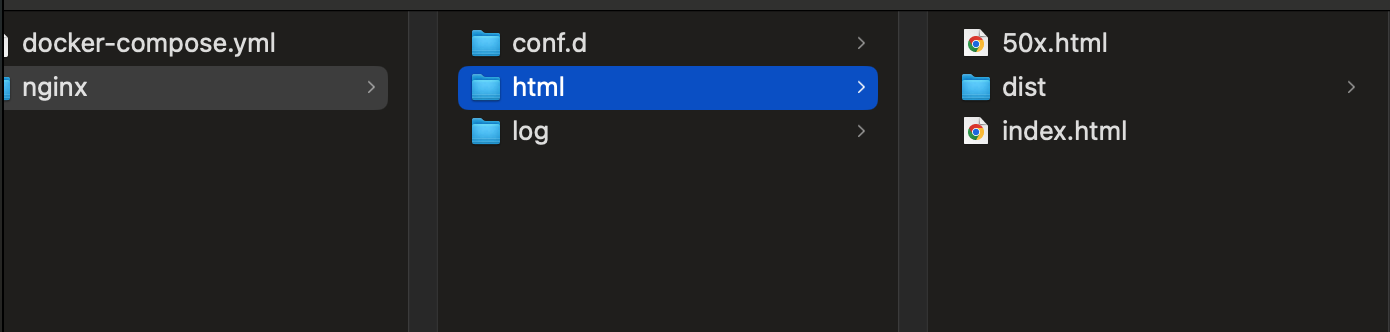 docker-compose.yml
nginx
conf.d
html
log
50x.html
dist
index.html